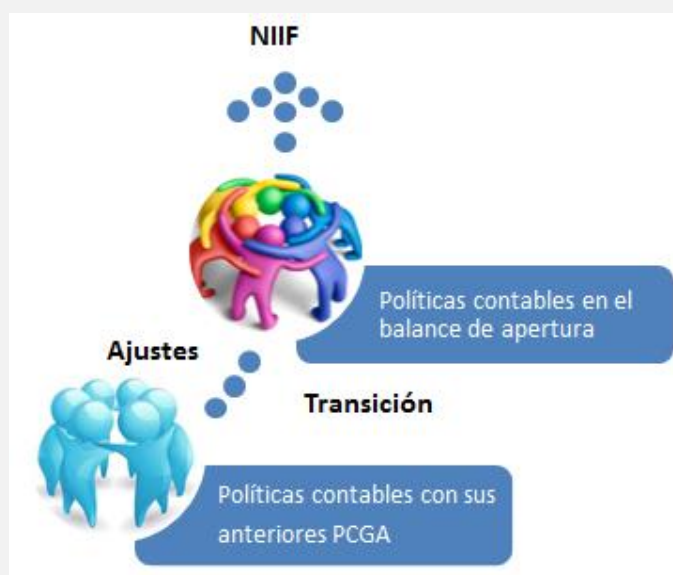 NIIF
Políticas contables en el
balance de apertura
Ajustes
Transición
Políticas contables con sus
anteriores PCGA